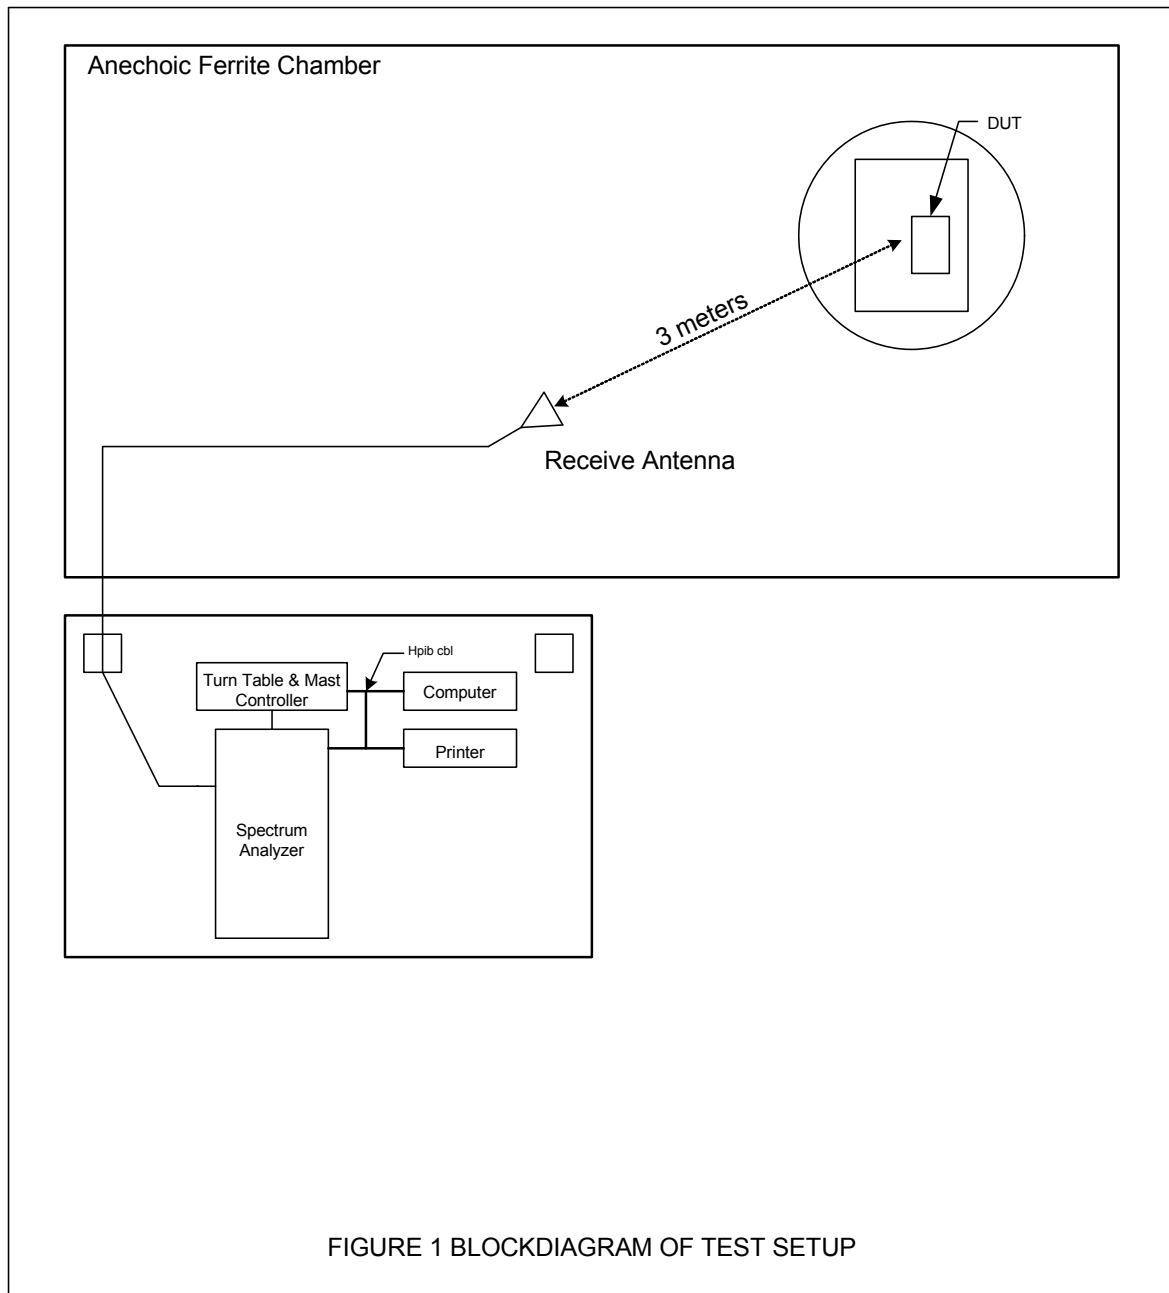 Anechoic Ferrite Chamber
DUT
3 meters
Receive Antenna
Hpib cbl
Turn Table & Mast
Controller
Computer
Printer
Spectrum
Analyzer
FIGURE 1 BLOCKDIAGRAM OF TEST SETUP